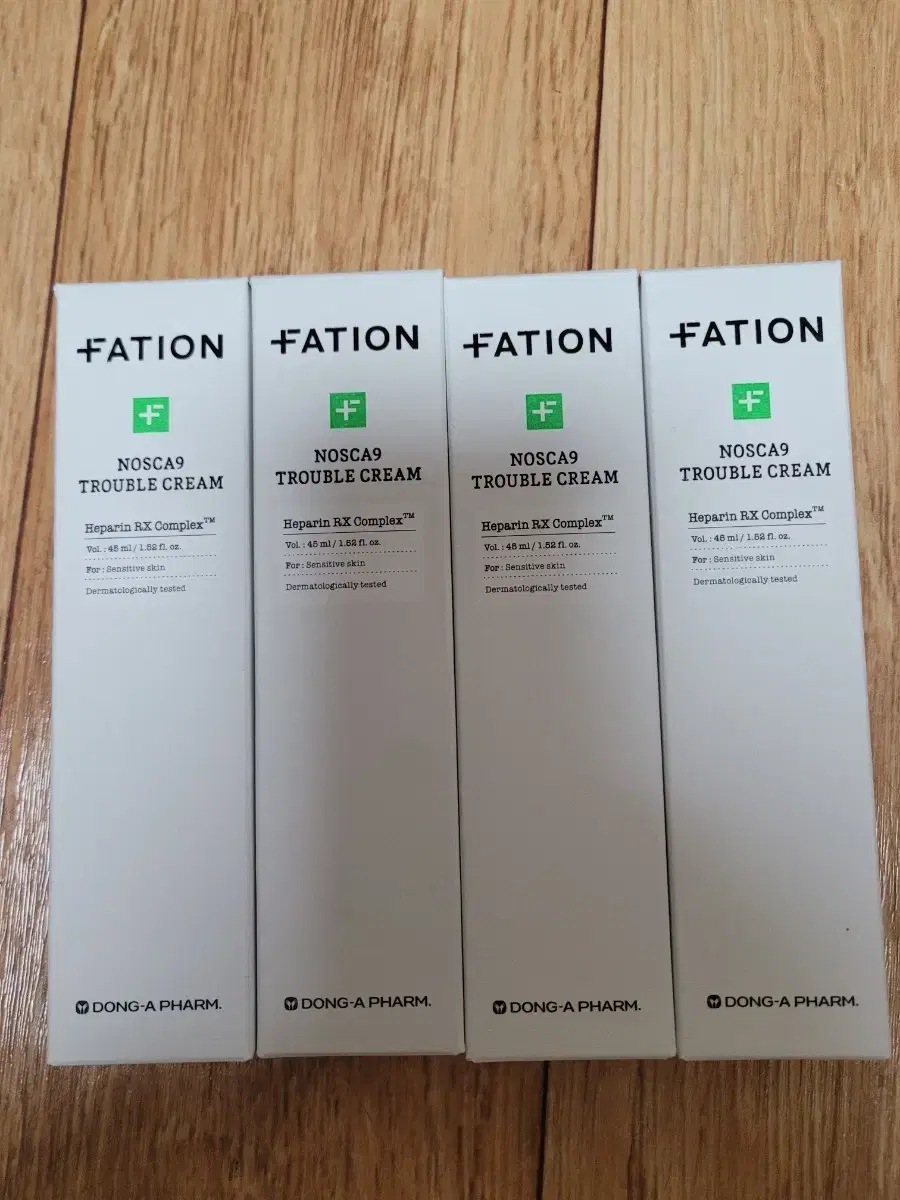 FATION
NOSCA9
TROUBLE CREAM
Heparin RX Complex™
Vol. : 45 ml / 1.52 fl. oz.
For : Sensitive skin
Dermatologically tested
DONG-A PHARM.
FATION
NOSCA9
TROUBLE CREAM
Heparin RX Complex™
Vol. : 45 ml / 1.52 fl. oz.
For : Sensitive skin
Dermatologically tested
DONG-A PHARM.
FATION
NOSCA9
TROUBLE CREAM
Heparin RX Complex™
Vol. : 45 ml / 1.52 fl. oz.
For : Sensitive skin
Dermatologically tested
DONG-A PHARM.
FATION
NOSCA9
TROUBLE CREAM
Heparin RX Complex™
Vol. : 45 ml / 1.52 fl. oz.
For : Sensitive skin
Dermatologically tested
DONG-A PHARM.